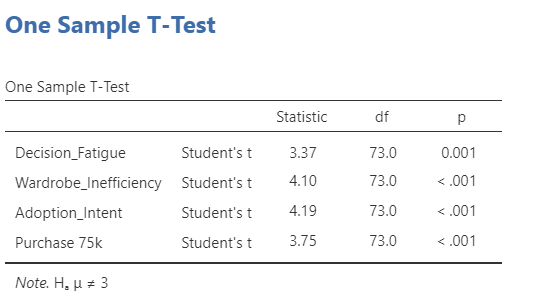 One Sample T-Test
One Sample T-Test
Statistic df p
Decision_Fatigue Student's t 3.37 73.0 0.001
Wardrobe_Inefficiency Student's t 4.10 73.0 < .001
Adoption_Intent Student's t 4.19 73.0 < .001
Purchase 75k Student's t 3.75 73.0 < .001
Note. Hₐ μ ≠ 3